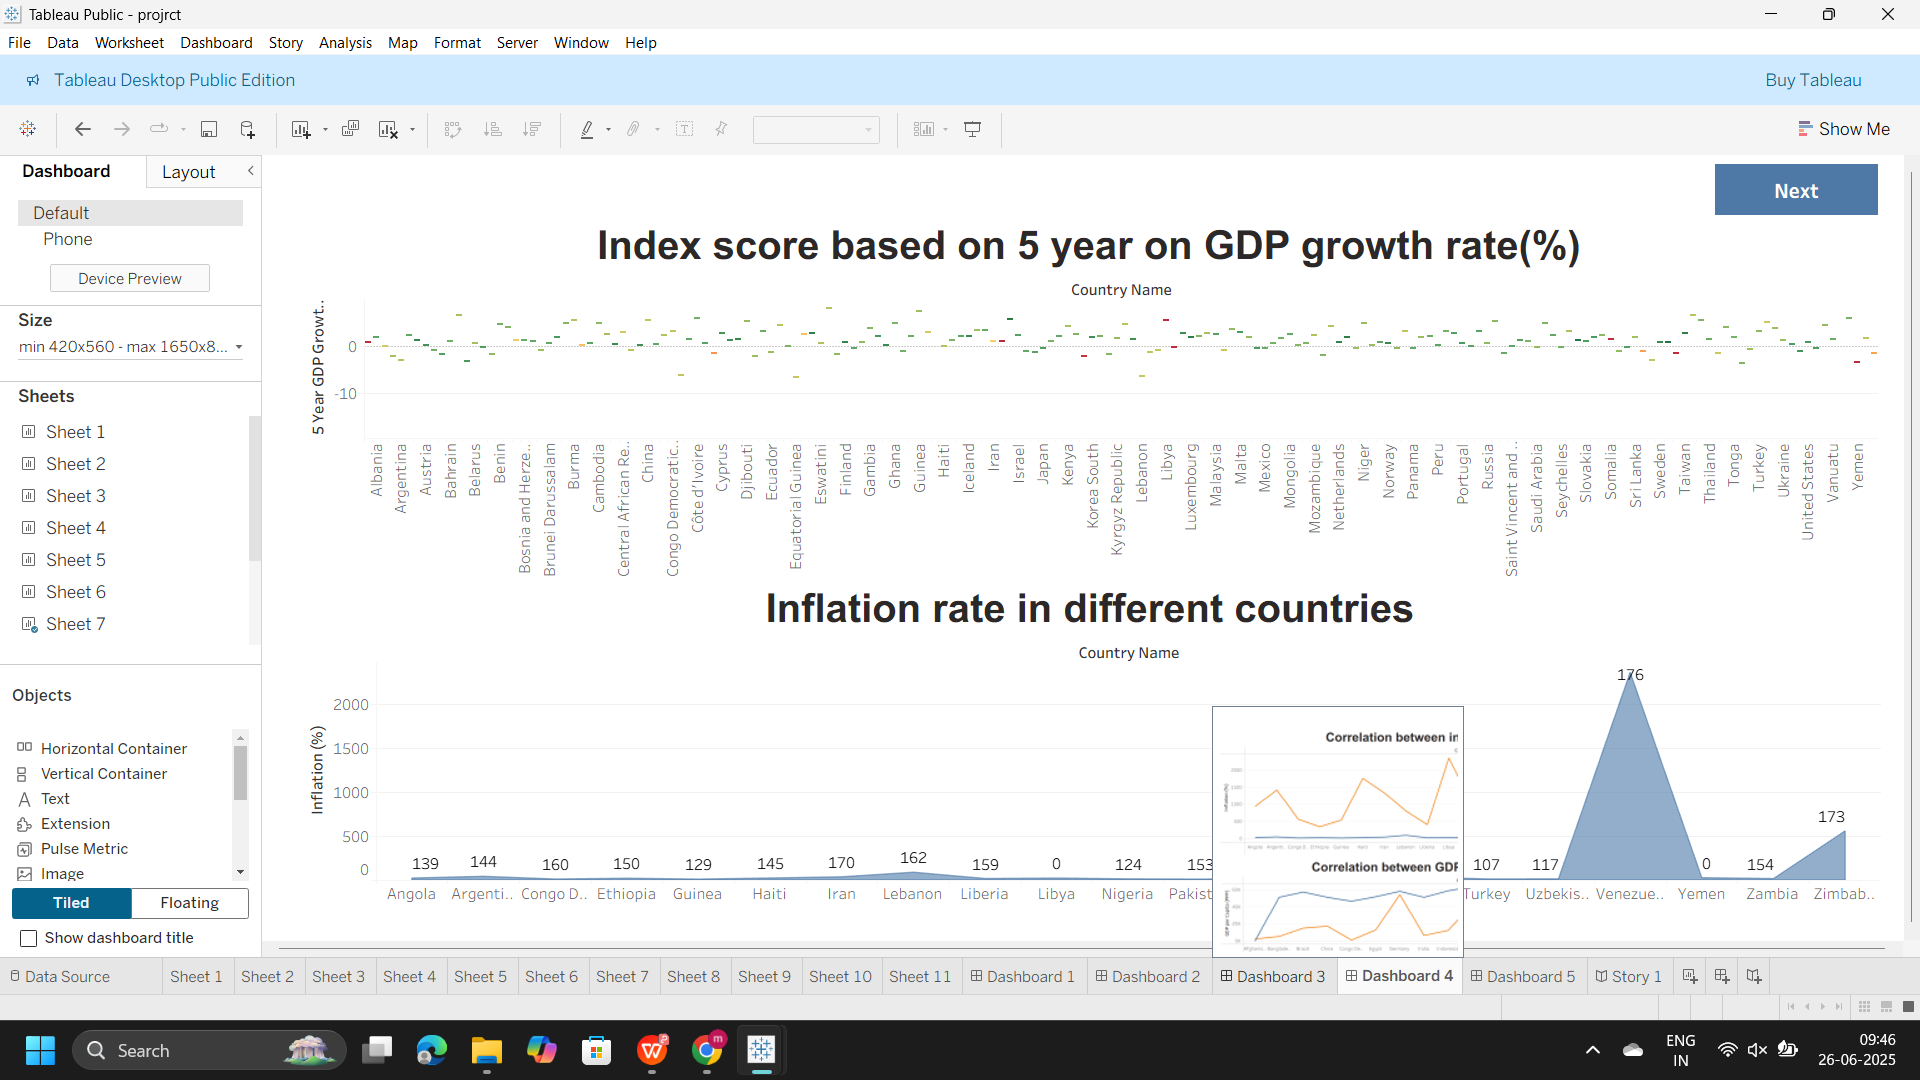 Tableau Public - projrct
File Data Worksheet Dashboard Story Analysis Map Format Server Window Help
Tableau Desktop Public Edition
Buy Tableau
Show Me
Dashboard
Layout
Default
Phone
Device Preview
Size
min 420x560 - max 1650x8...
Sheets
Sheet 1
Sheet 2
Sheet 3
Sheet 4
Sheet 5
Sheet 6
Sheet 7
Objects
Horizontal Container
Vertical Container
Text
Extension
Pulse Metric
Image
Tiled
Floating
Show dashboard title
Next
Index score based on 5 year on GDP growth rate(%)
Country Name
5 Year GDP Growt..
0
-10
Albania
Argentina
Austria
Bahrain
Belarus
Benin
Bosnia and Herze..
Brunei Darussalam
Burma
Cambodia
Central African Re..
China
Congo Democratic..
Côte d'Ivoire
Cyprus
Djibouti
Ecuador
Equatorial Guinea
Eswatini
Finland
Gambia
Ghana
Guinea
Haiti
Iceland
Iran
Israel
Japan
Kenya
Korea South
Kyrgyz Republic
Lebanon
Libya
Luxembourg
Malaysia
Malta
Mexico
Mongolia
Mozambique
Netherlands
Niger
Norway
Panama
Peru
Portugal
Russia
Saint Vincent and ..
Saudi Arabia
Seychelles
Slovakia
Somalia
Sri Lanka
Sweden
Taiwan
Thailand
Tonga
Turkey
Ukraine
United States
Vanuatu
Yemen
Inflation rate in different countries
Country Name
Inflation (%)
2000
1500
1000
500
0
139 144 160 150 129 145 170 162 159 0 124 153 107 117 176 0 154 173
Angola Argenti.. Congo D.. Ethiopia Guinea Haiti Iran Lebanon Liberia Libya Nigeria Pakist Turkey Uzbekis.. Venezue.. Yemen Zambia Zimbab..
Correlation between in
Correlation between GDF
Data Source Sheet 1 Sheet 2 Sheet 3 Sheet 4 Sheet 5 Sheet 6 Sheet 7 Sheet 8 Sheet 9 Sheet 10 Sheet 11 Dashboard 1 Dashboard 2 Dashboard 3 Dashboard 4 Dashboard 5 Story 1
Search
ENG
IN
09:46
26-06-2025